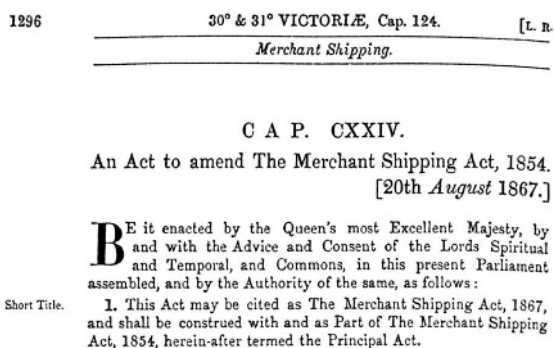 1296
30° & 31° VICTORIÆ, Cap. 124.
[L. R.
Merchant Shipping.
C A P. CXXIV.
An Act to amend The Merchant Shipping Act, 1854.
[20th August 1867.]
BE it enacted by the Queen's most Excellent Majesty, by
and with the Advice and Consent of the Lords Spiritual
and Temporal, and Commons, in this present Parliament
assembled, and by the Authority of the same, as follows :
Short Title.
1. This Act may be cited as The Merchant Shipping Act, 1867,
and shall be construed with and as Part of The Merchant Shipping
Act, 1854, herein-after termed the Principal Act.